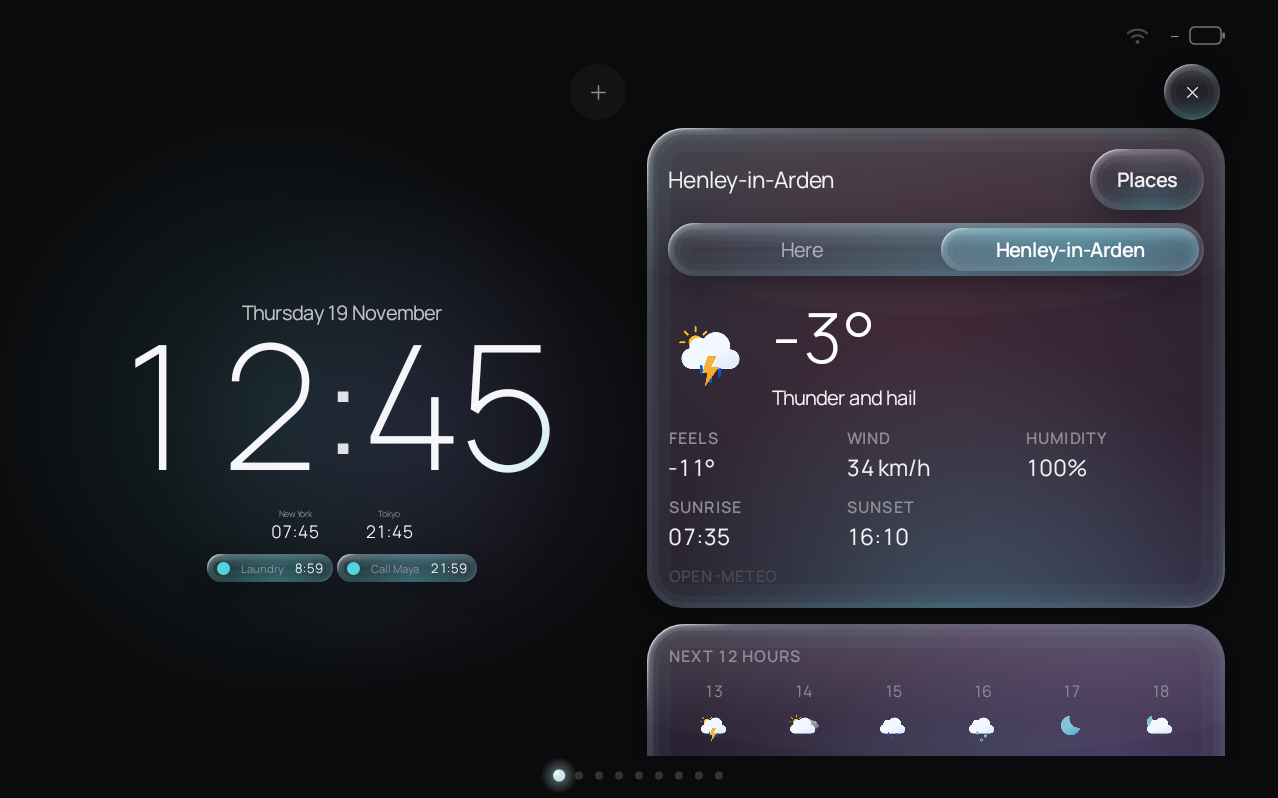 Thursday 19 November
12:45
New York
07:45
Tokyo
21:45
Laundry 8:59
Call Maya 21:59
Henley-in-Arden
Places
Here
Henley-in-Arden
-3°
Thunder and hail
FEELS
-11°
WIND
34 km/h
HUMIDITY
100%
SUNRISE
07:35
SUNSET
16:10
OPEN-METEO
NEXT 12 HOURS
13 14 15 16 17 18